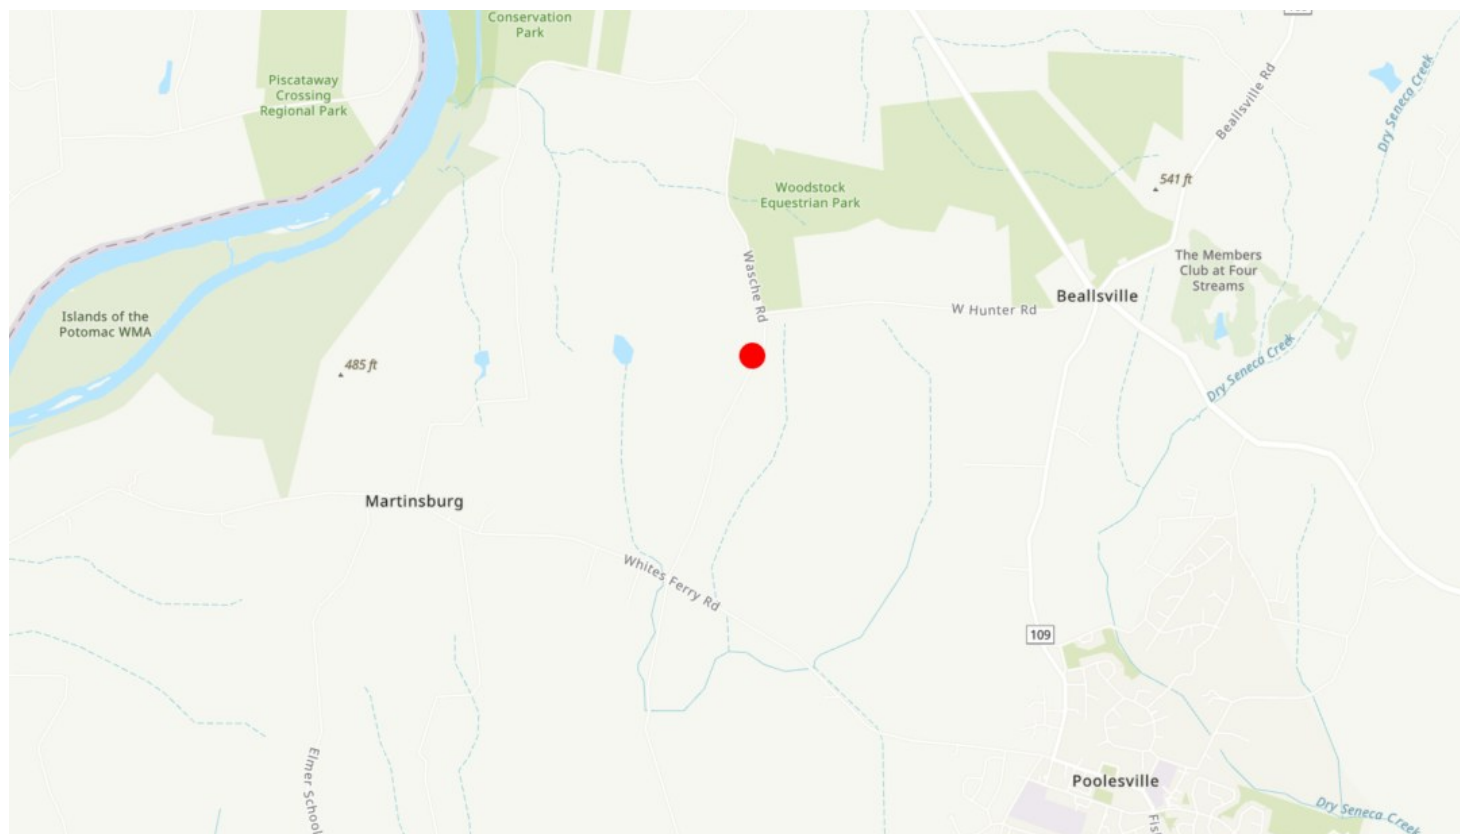 Conservation
Park
Piscataway
Crossing
Regional Park
Beallsville Rd
Dry Seneca Creek
541 ft
Woodstock
Equestrian Park
Wasche Rd
The Members
Club at Four
Streams
Beallsville
W Hunter Rd
Islands of the
Potomac WMA
485 ft
Dry Seneca Creek
Martinsburg
Whites Ferry Rd
109
Elmer School
Poolesville
Dry Seneca Creek